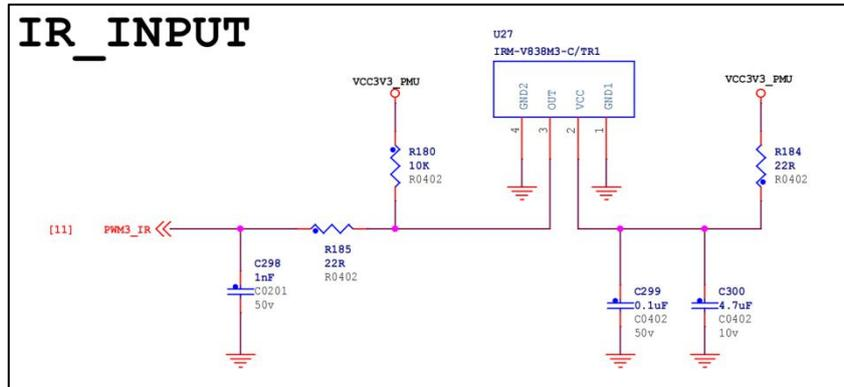 IR_INPUT
U27
IRM-V838M3-C/TR1
VCC3V3_PMU
VCC3V3_PMU
GND2
OUT
VCC
GND1
4
3
2
1
R180
10K
R0402
R184
22R
R0402
[11] PWM3_IR
R185
22R
R0402
C298
1nF
C0201
50v
C299
0.1uF
C0402
50v
C300
4.7uF
C0402
10v